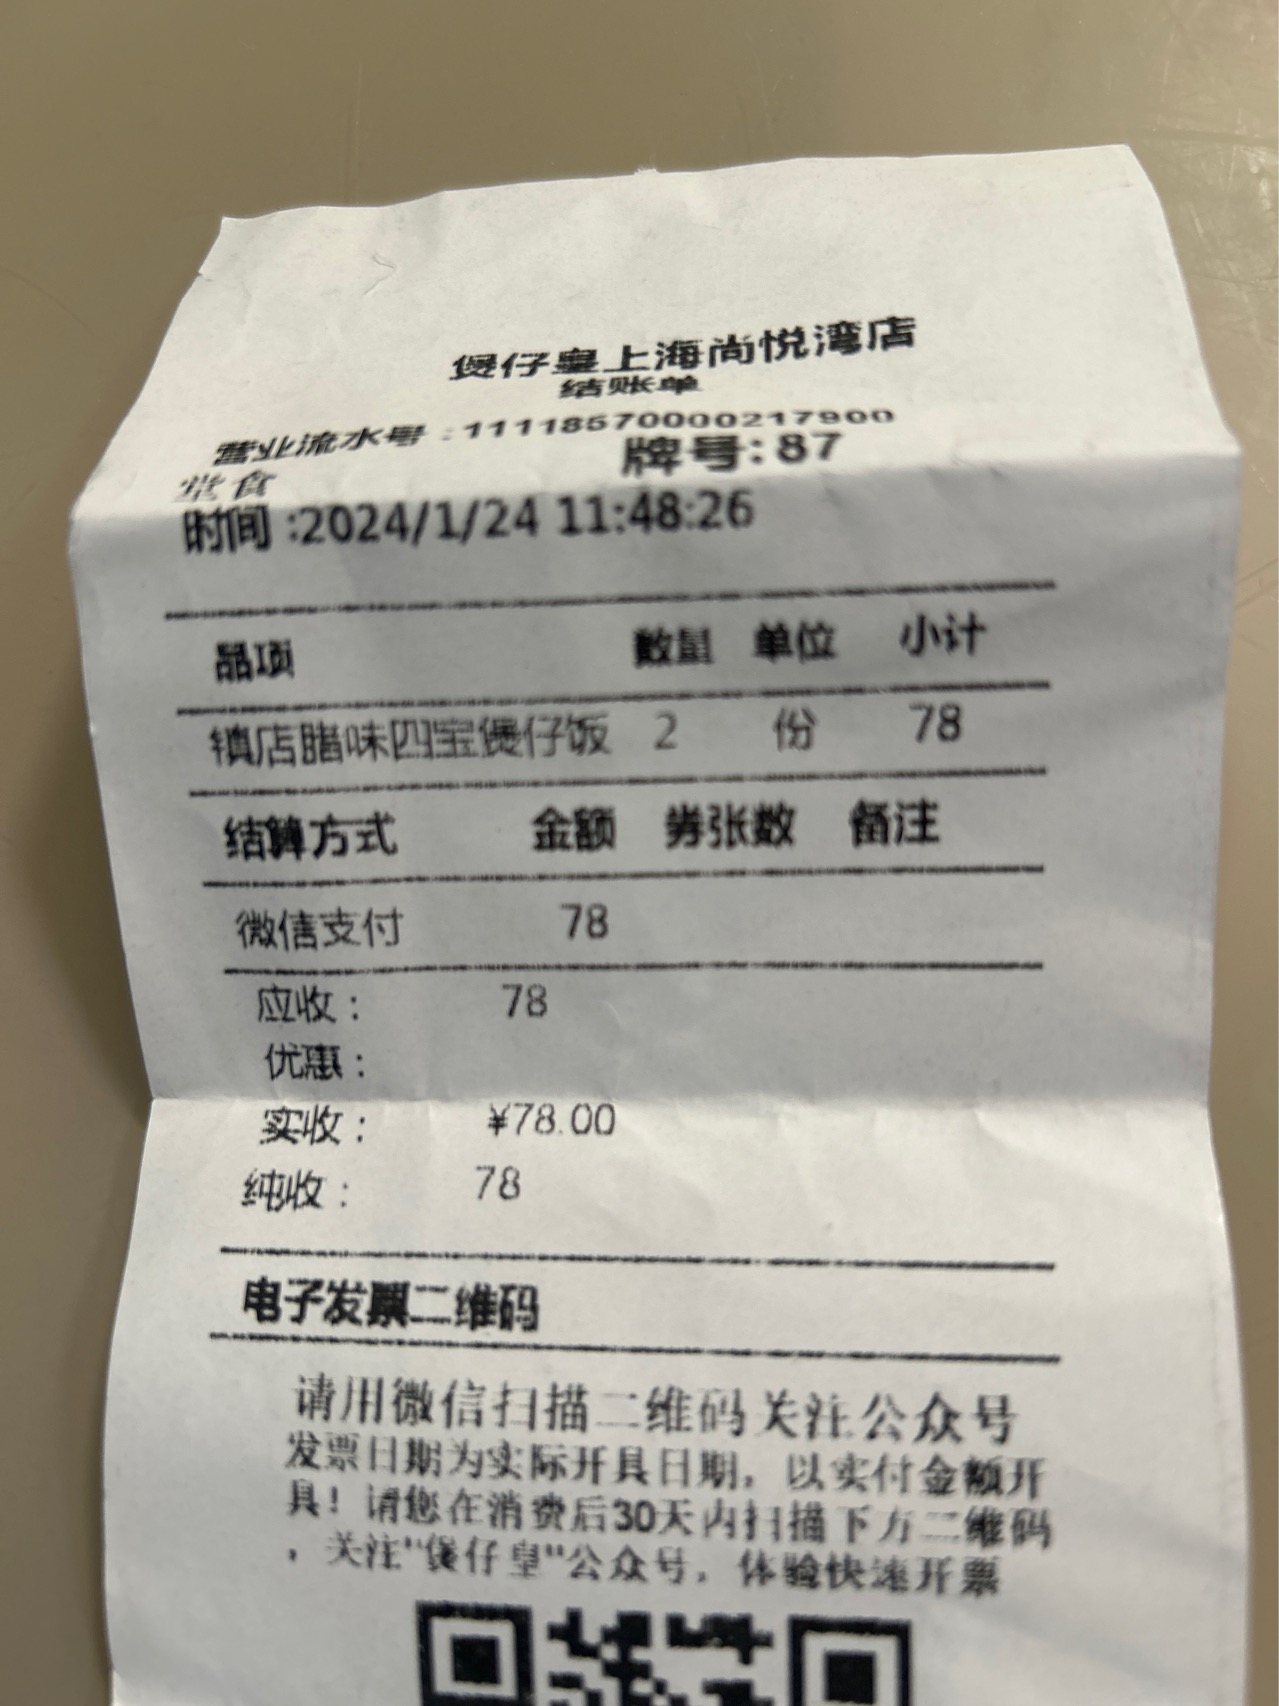 煲仔皇上海尚悦湾店
结账单
营业流水号:11118570000217900
堂食 牌号:87
时间:2024/1/24 11:48:26
品项 数量 单位 小计
镇店腊味四宝煲仔饭 2 份 78
结算方式 金额 券张数 备注
微信支付 78
应收: 78
优惠:
实收: ¥78.00
纯收: 78
电子发票二维码
请用微信扫描二维码关注公众号
发票日期为实际开具日期，以实付金额开
具！请您在消费后30天内扫描下方二维码
，关注"煲仔皇"公众号，体验快速开票